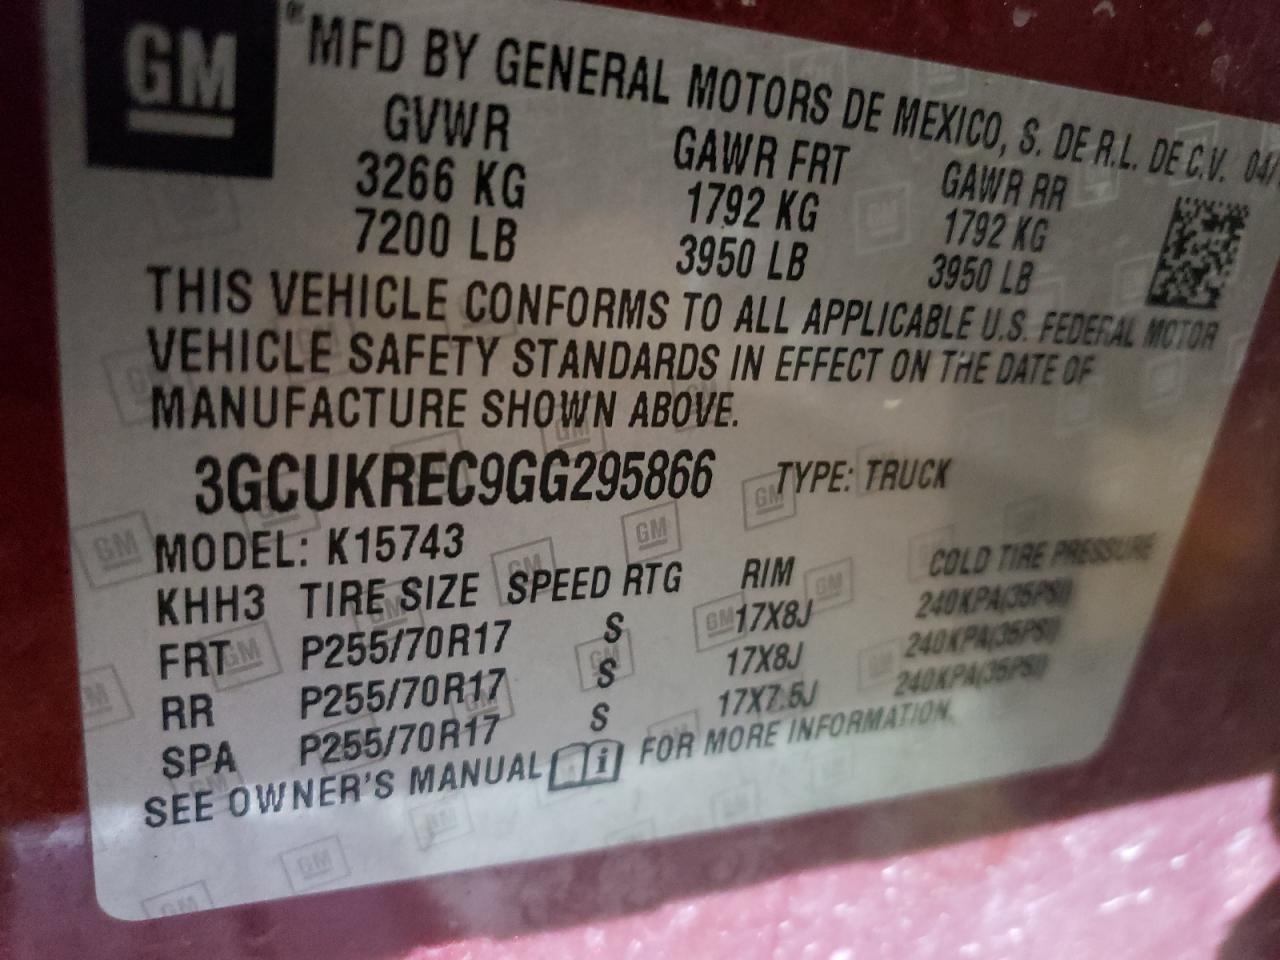 GM
® MFD BY GENERAL MOTORS DE MEXICO, S. DE R.L. DE C.V. 04/
GVWR GAWR FRT GAWR RR
3266 KG 1792 KG 1792 KG
7200 LB 3950 LB 3950 LB
THIS VEHICLE CONFORMS TO ALL APPLICABLE U.S. FEDERAL MOTOR
VEHICLE SAFETY STANDARDS IN EFFECT ON THE DATE OF
MANUFACTURE SHOWN ABOVE.
3GCUKREC9GG295866 TYPE: TRUCK
MODEL: K15743
KHH3 TIRE SIZE SPEED RTG RIM COLD TIRE PRESSURE
FRT P255/70R17 S 17X8J 240KPA(35PSI)
RR P255/70R17 S 17X8J 240KPA(35PSI)
SPA P255/70R17 S 17X7.5J 240KPA(35PSI)
SEE OWNER'S MANUAL i FOR MORE INFORMATION.